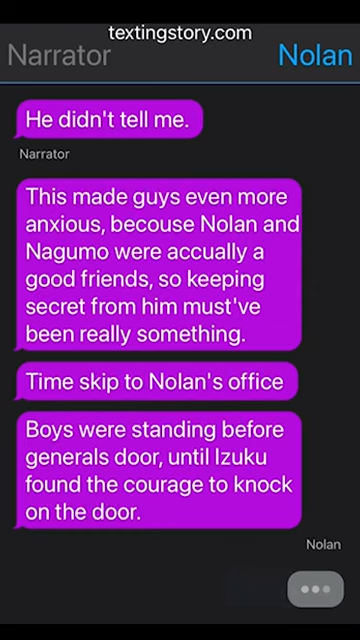 textingstory.com
Narrator Nolan
He didn't tell me.
Narrator
This made guys even more
anxious, becouse Nolan and
Nagumo were accually a
good friends, so keeping
secret from him must've
been really something.
Time skip to Nolan's office
Boys were standing before
generals door, until Izuku
found the courage to knock
on the door.
Nolan